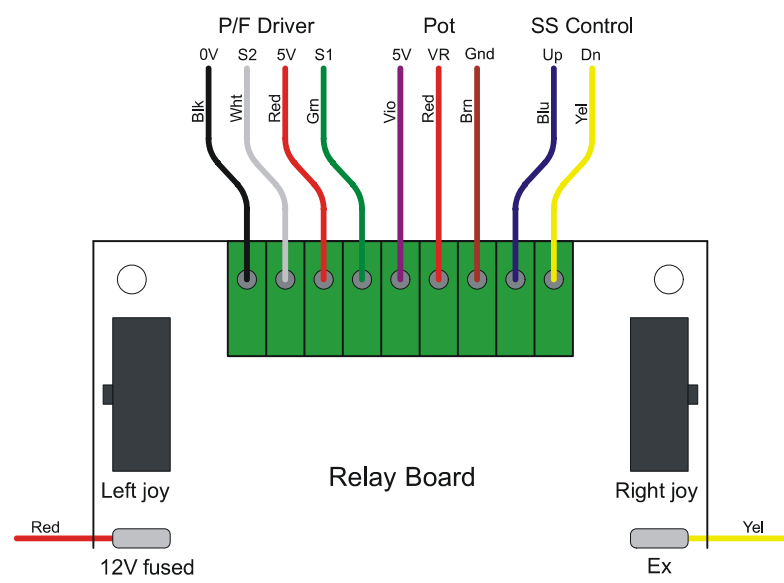 P/F Driver Pot SS Control
0V S2 5V S1 5V VR Gnd Up Dn
Blk Wht Red Grn Vio Red Brn Blu Yel
Relay Board
Left joy Right joy
Red Yel
12V fused Ex